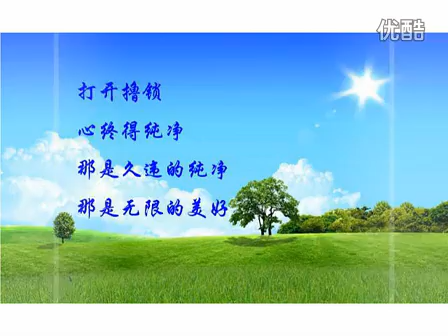 优酷
打开撸锁
心终得纯净
那是久违的纯净
那是无限的美好